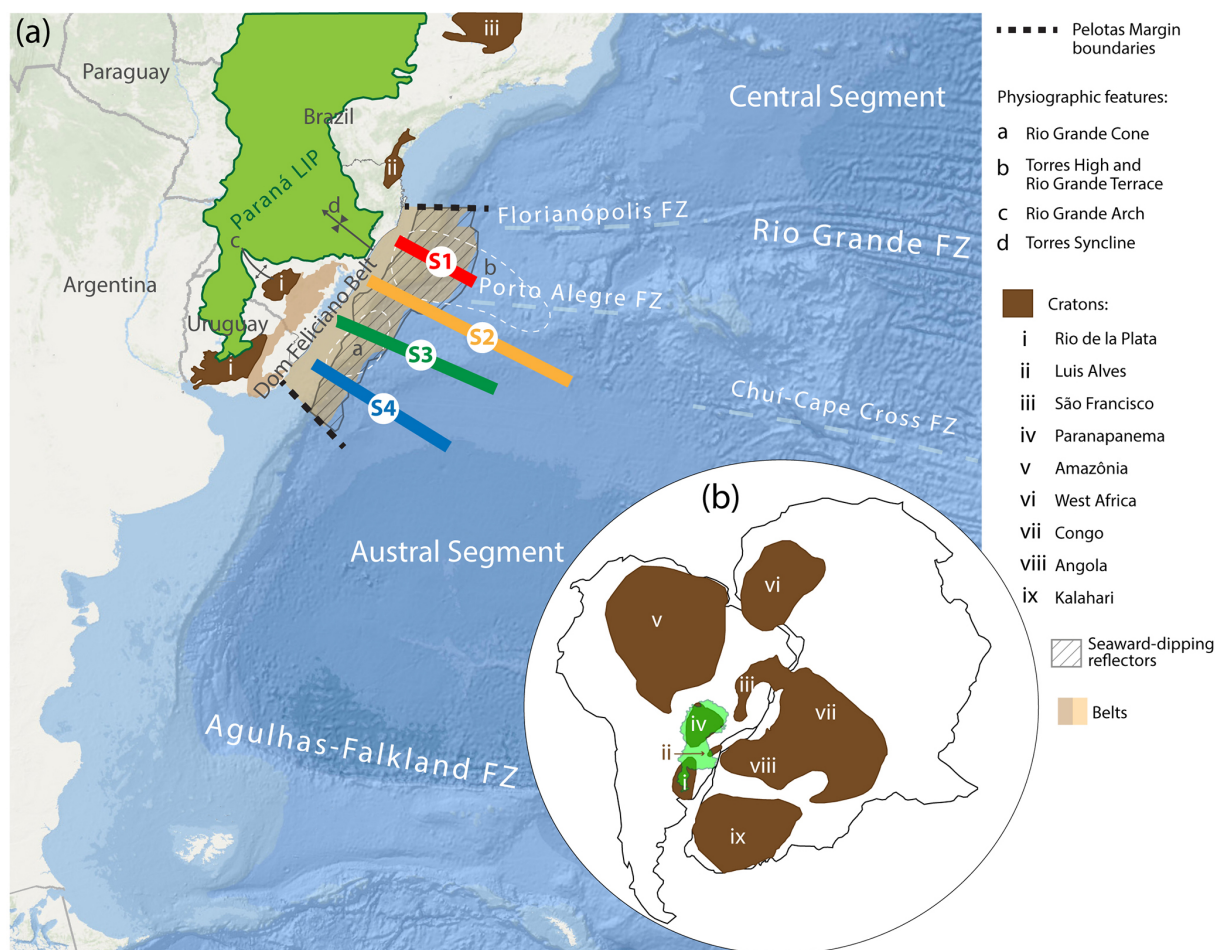 (a)
iii
Paraguay
Brazil
Central Segment
ii
Paraná LIP
d
Florianópolis FZ
Rio Grande FZ
c
S1
b
Argentina
i
Porto Alegre FZ
Uruguay
Dom Feliciano Belt
S2
a
S3
i
S4
Chuí-Cape Cross FZ
Austral Segment
Agulhas-Falkland FZ
(b)
vi
v
iii
vii
iv
ii
viii
i
ix
Pelotas Margin
boundaries
Physiographic features:
a Rio Grande Cone
b Torres High and
Rio Grande Terrace
c Rio Grande Arch
d Torres Syncline
Cratons:
i Rio de la Plata
ii Luis Alves
iii São Francisco
iv Paranapanema
v Amazônia
vi West Africa
vii Congo
viii Angola
ix Kalahari
Seaward-dipping
reflectors
Belts